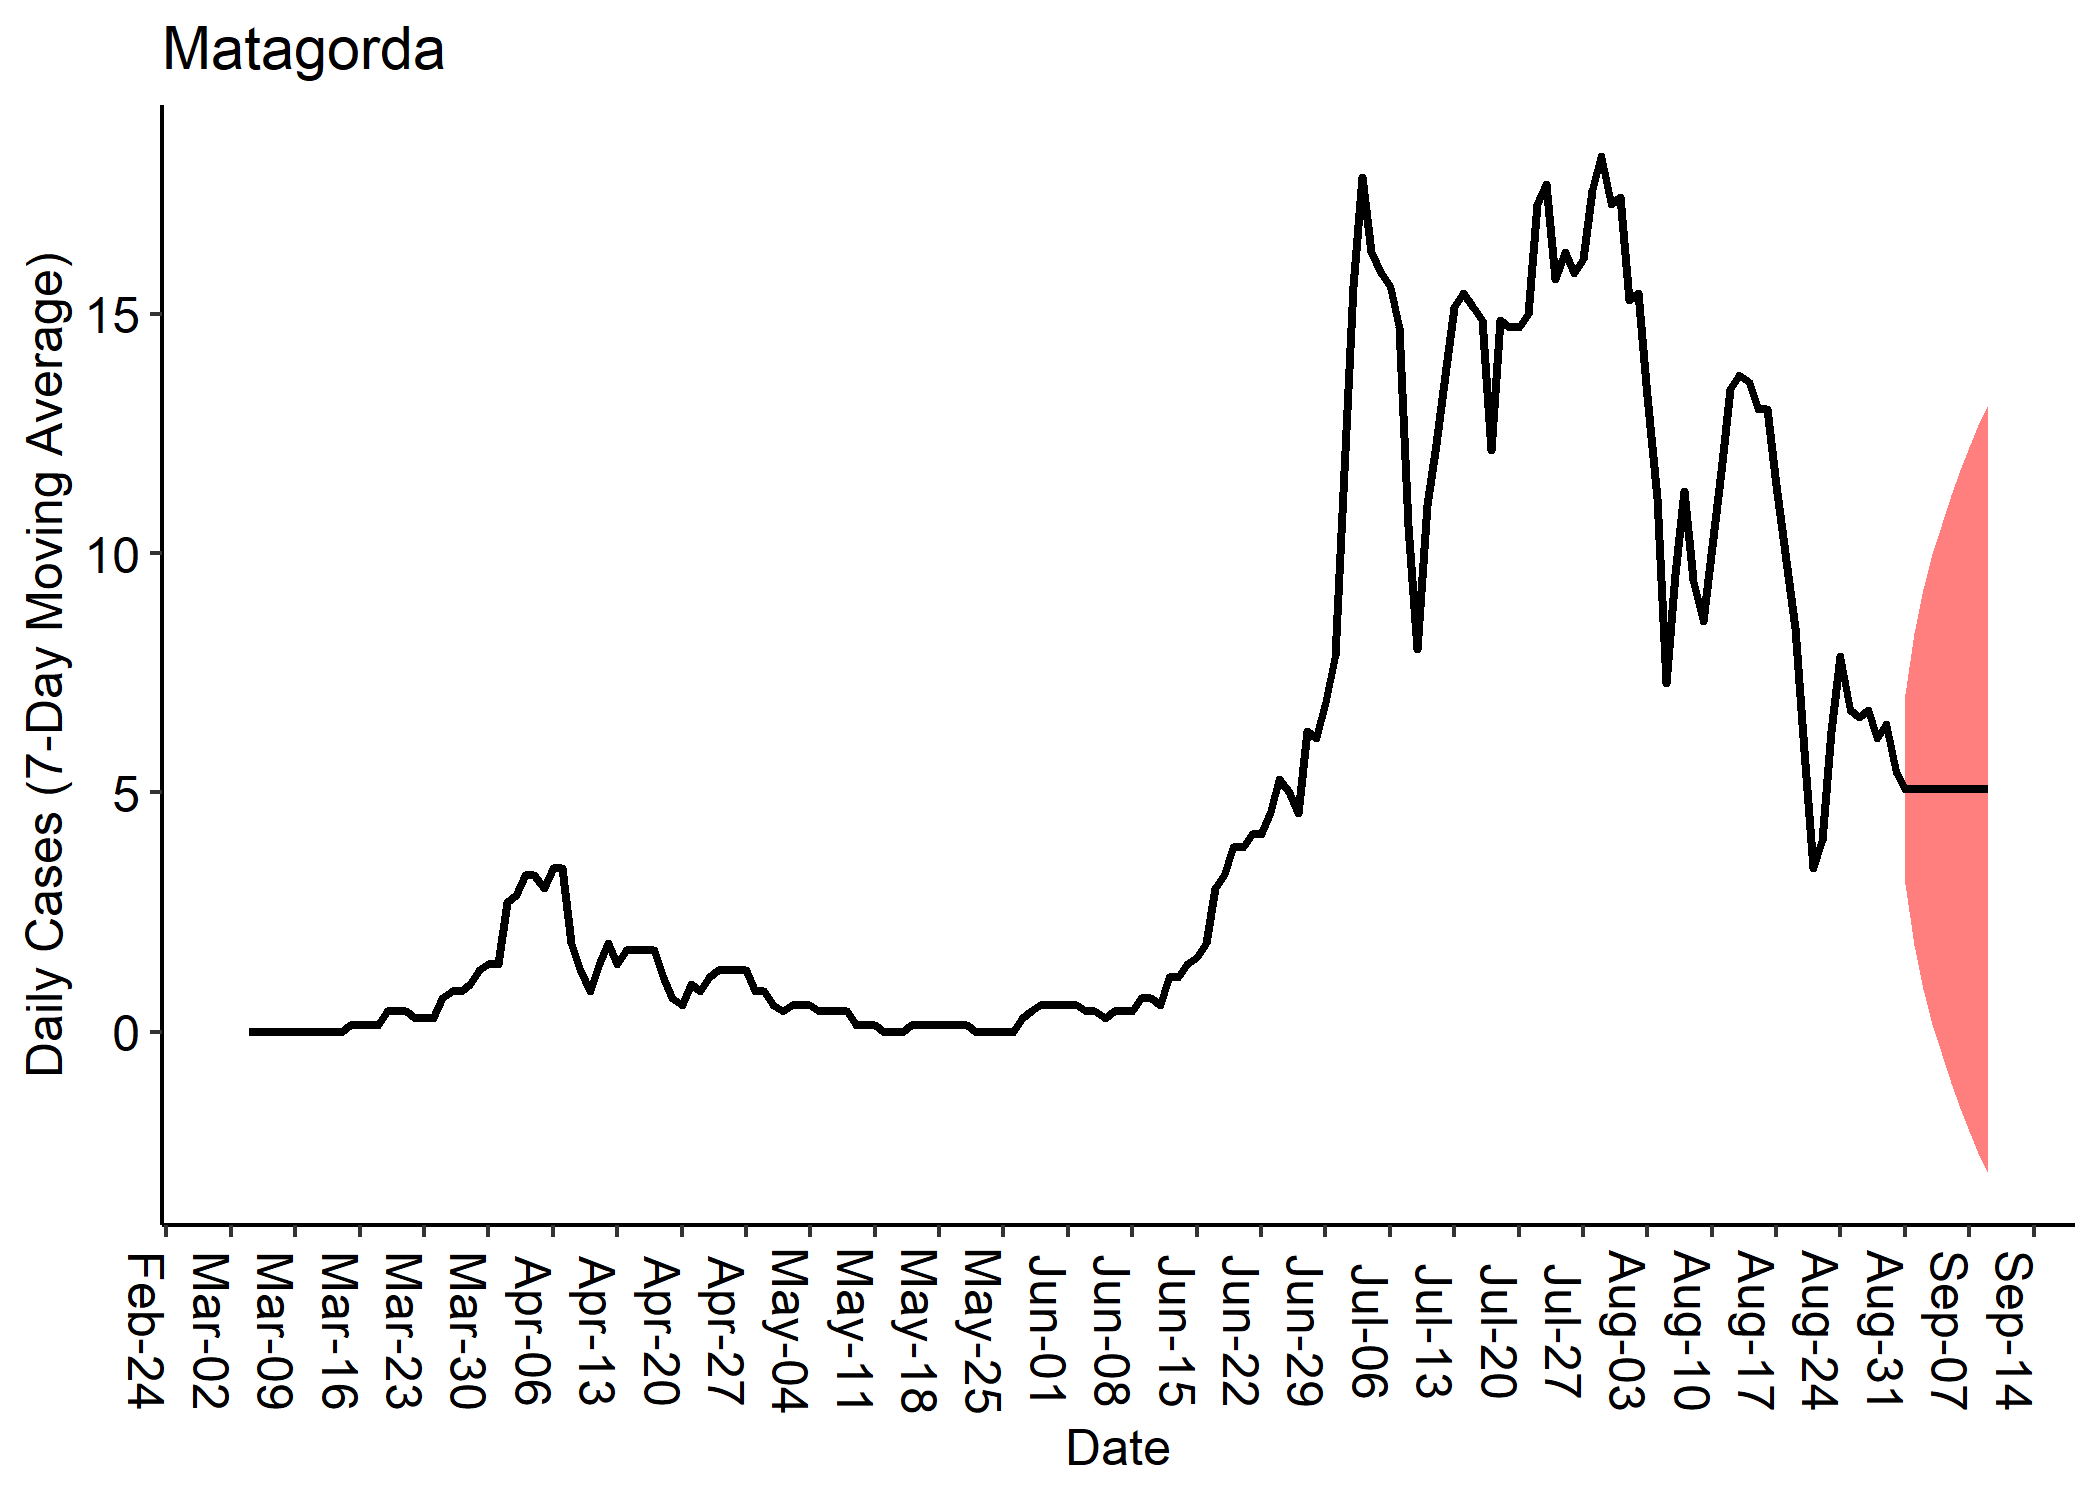 Matagorda
Daily Cases (7-Day Moving Average)
15
10
5
0
Feb-24
Mar-02
Mar-09
Mar-16
Mar-23
Mar-30
Apr-06
Apr-13
Apr-20
Apr-27
May-04
May-11
May-18
May-25
Jun-01
Jun-08
Jun-15
Jun-22
Jun-29
Jul-06
Jul-13
Jul-20
Jul-27
Aug-03
Aug-10
Aug-17
Aug-24
Aug-31
Sep-07
Sep-14
Date